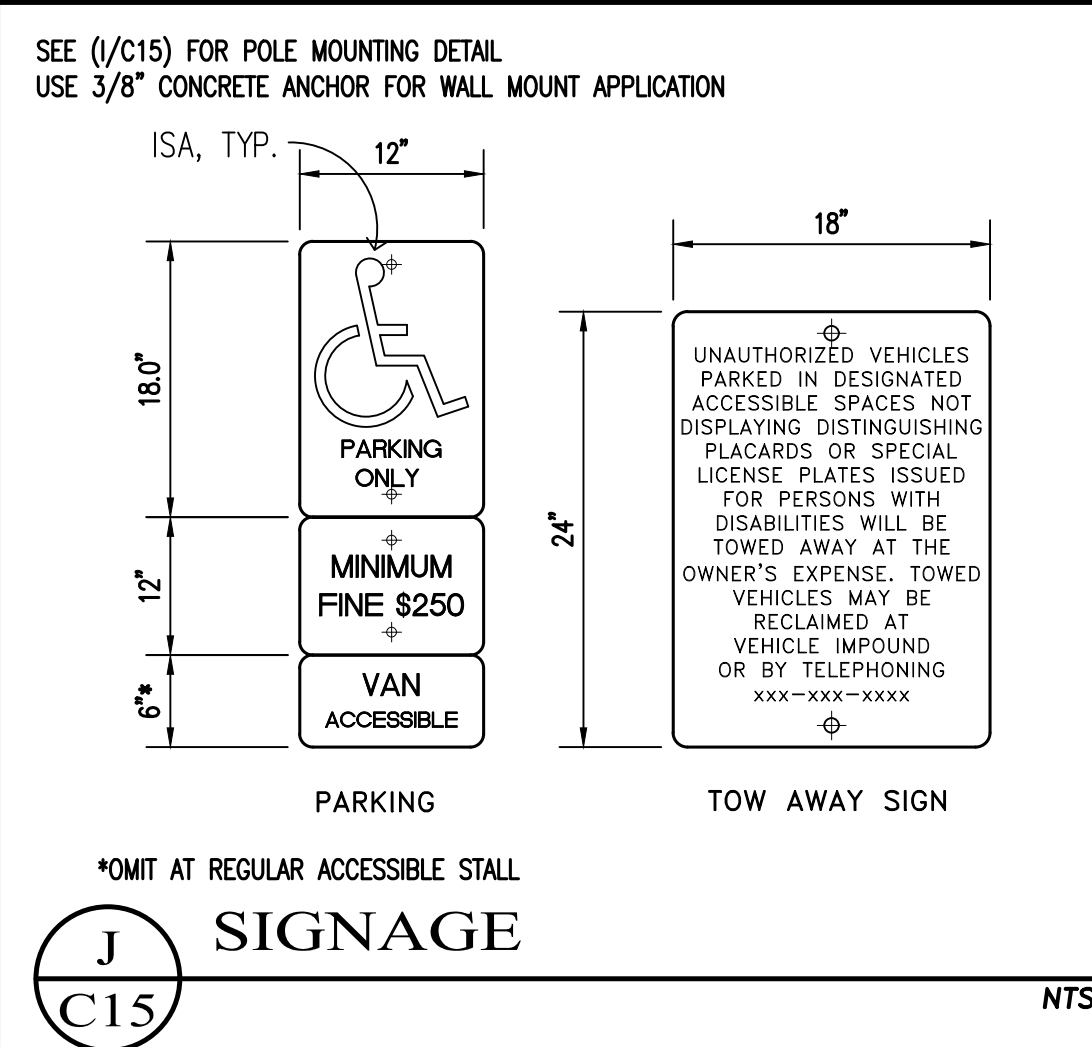 SEE (I/C15) FOR POLE MOUNTING DETAIL
USE 3/8" CONCRETE ANCHOR FOR WALL MOUNT APPLICATION
ISA, TYP.
12"
18.0"
PARKING
ONLY
12"
MINIMUM
FINE $250
6"*
VAN
ACCESSIBLE
PARKING
18"
24"
UNAUTHORIZED VEHICLES
PARKED IN DESIGNATED
ACCESSIBLE SPACES NOT
DISPLAYING DISTINGUISHING
PLACARDS OR SPECIAL
LICENSE PLATES ISSUED
FOR PERSONS WITH
DISABILITIES WILL BE
TOWED AWAY AT THE
OWNER'S EXPENSE. TOWED
VEHICLES MAY BE
RECLAIMED AT
VEHICLE IMPOUND
OR BY TELEPHONING
xxx-xxx-xxxx
TOW AWAY SIGN
*OMIT AT REGULAR ACCESSIBLE STALL
J
C15
SIGNAGE
NTS